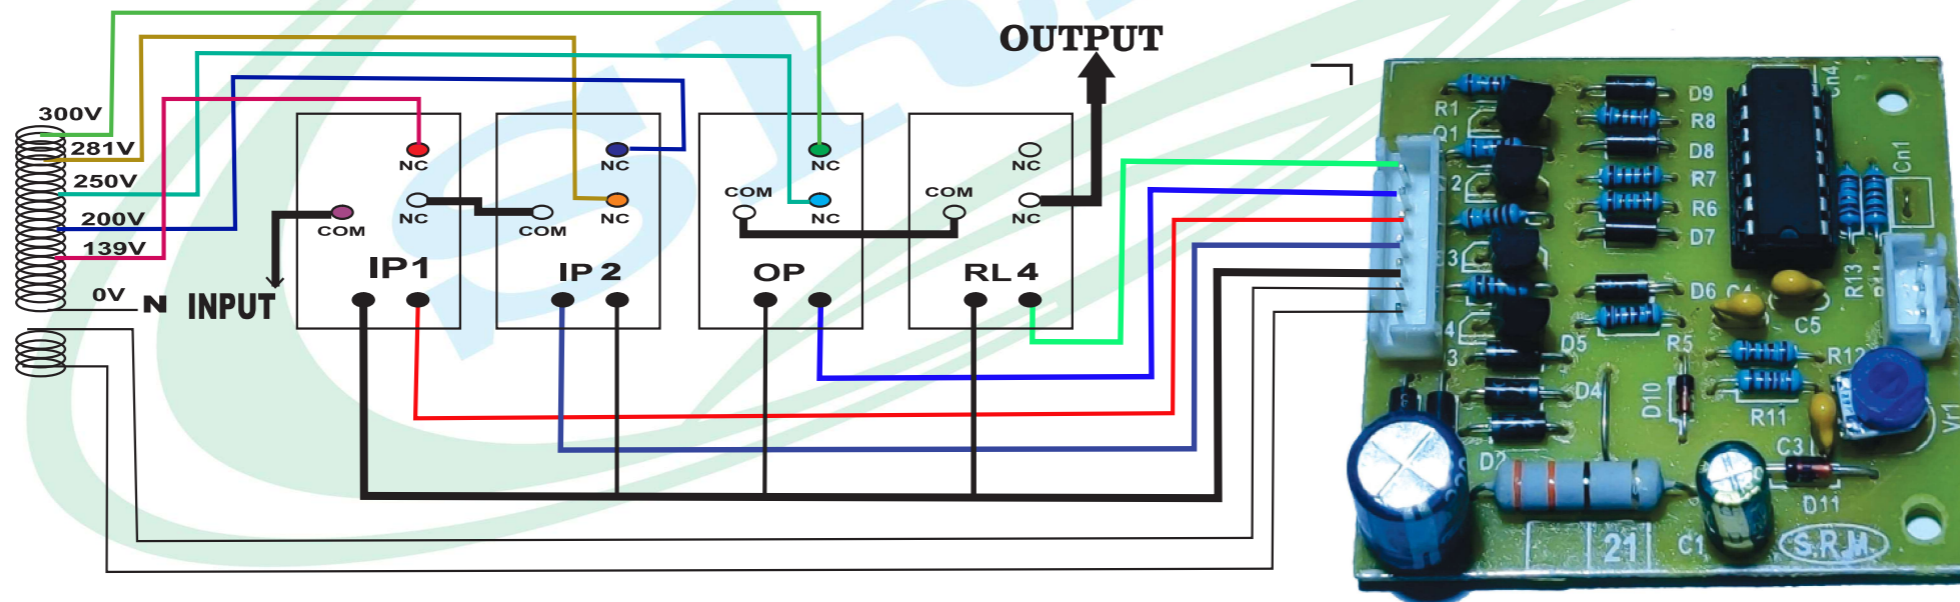 OUTPUT
300V
281V
250V
200V
139V
0V
N INPUT
NC
NC
COM
IP1
NC
NC
COM
IP 2
NC
COM
NC
OP
NC
COM
NC
RL 4
R1
Q1
D9
R8
D8
R7
R6
D7
D6
D5
R5
D4
D10
R11
R12
R13
Cn1
C5
C3
Vr1
D2
D11
C1
21
S.R.M